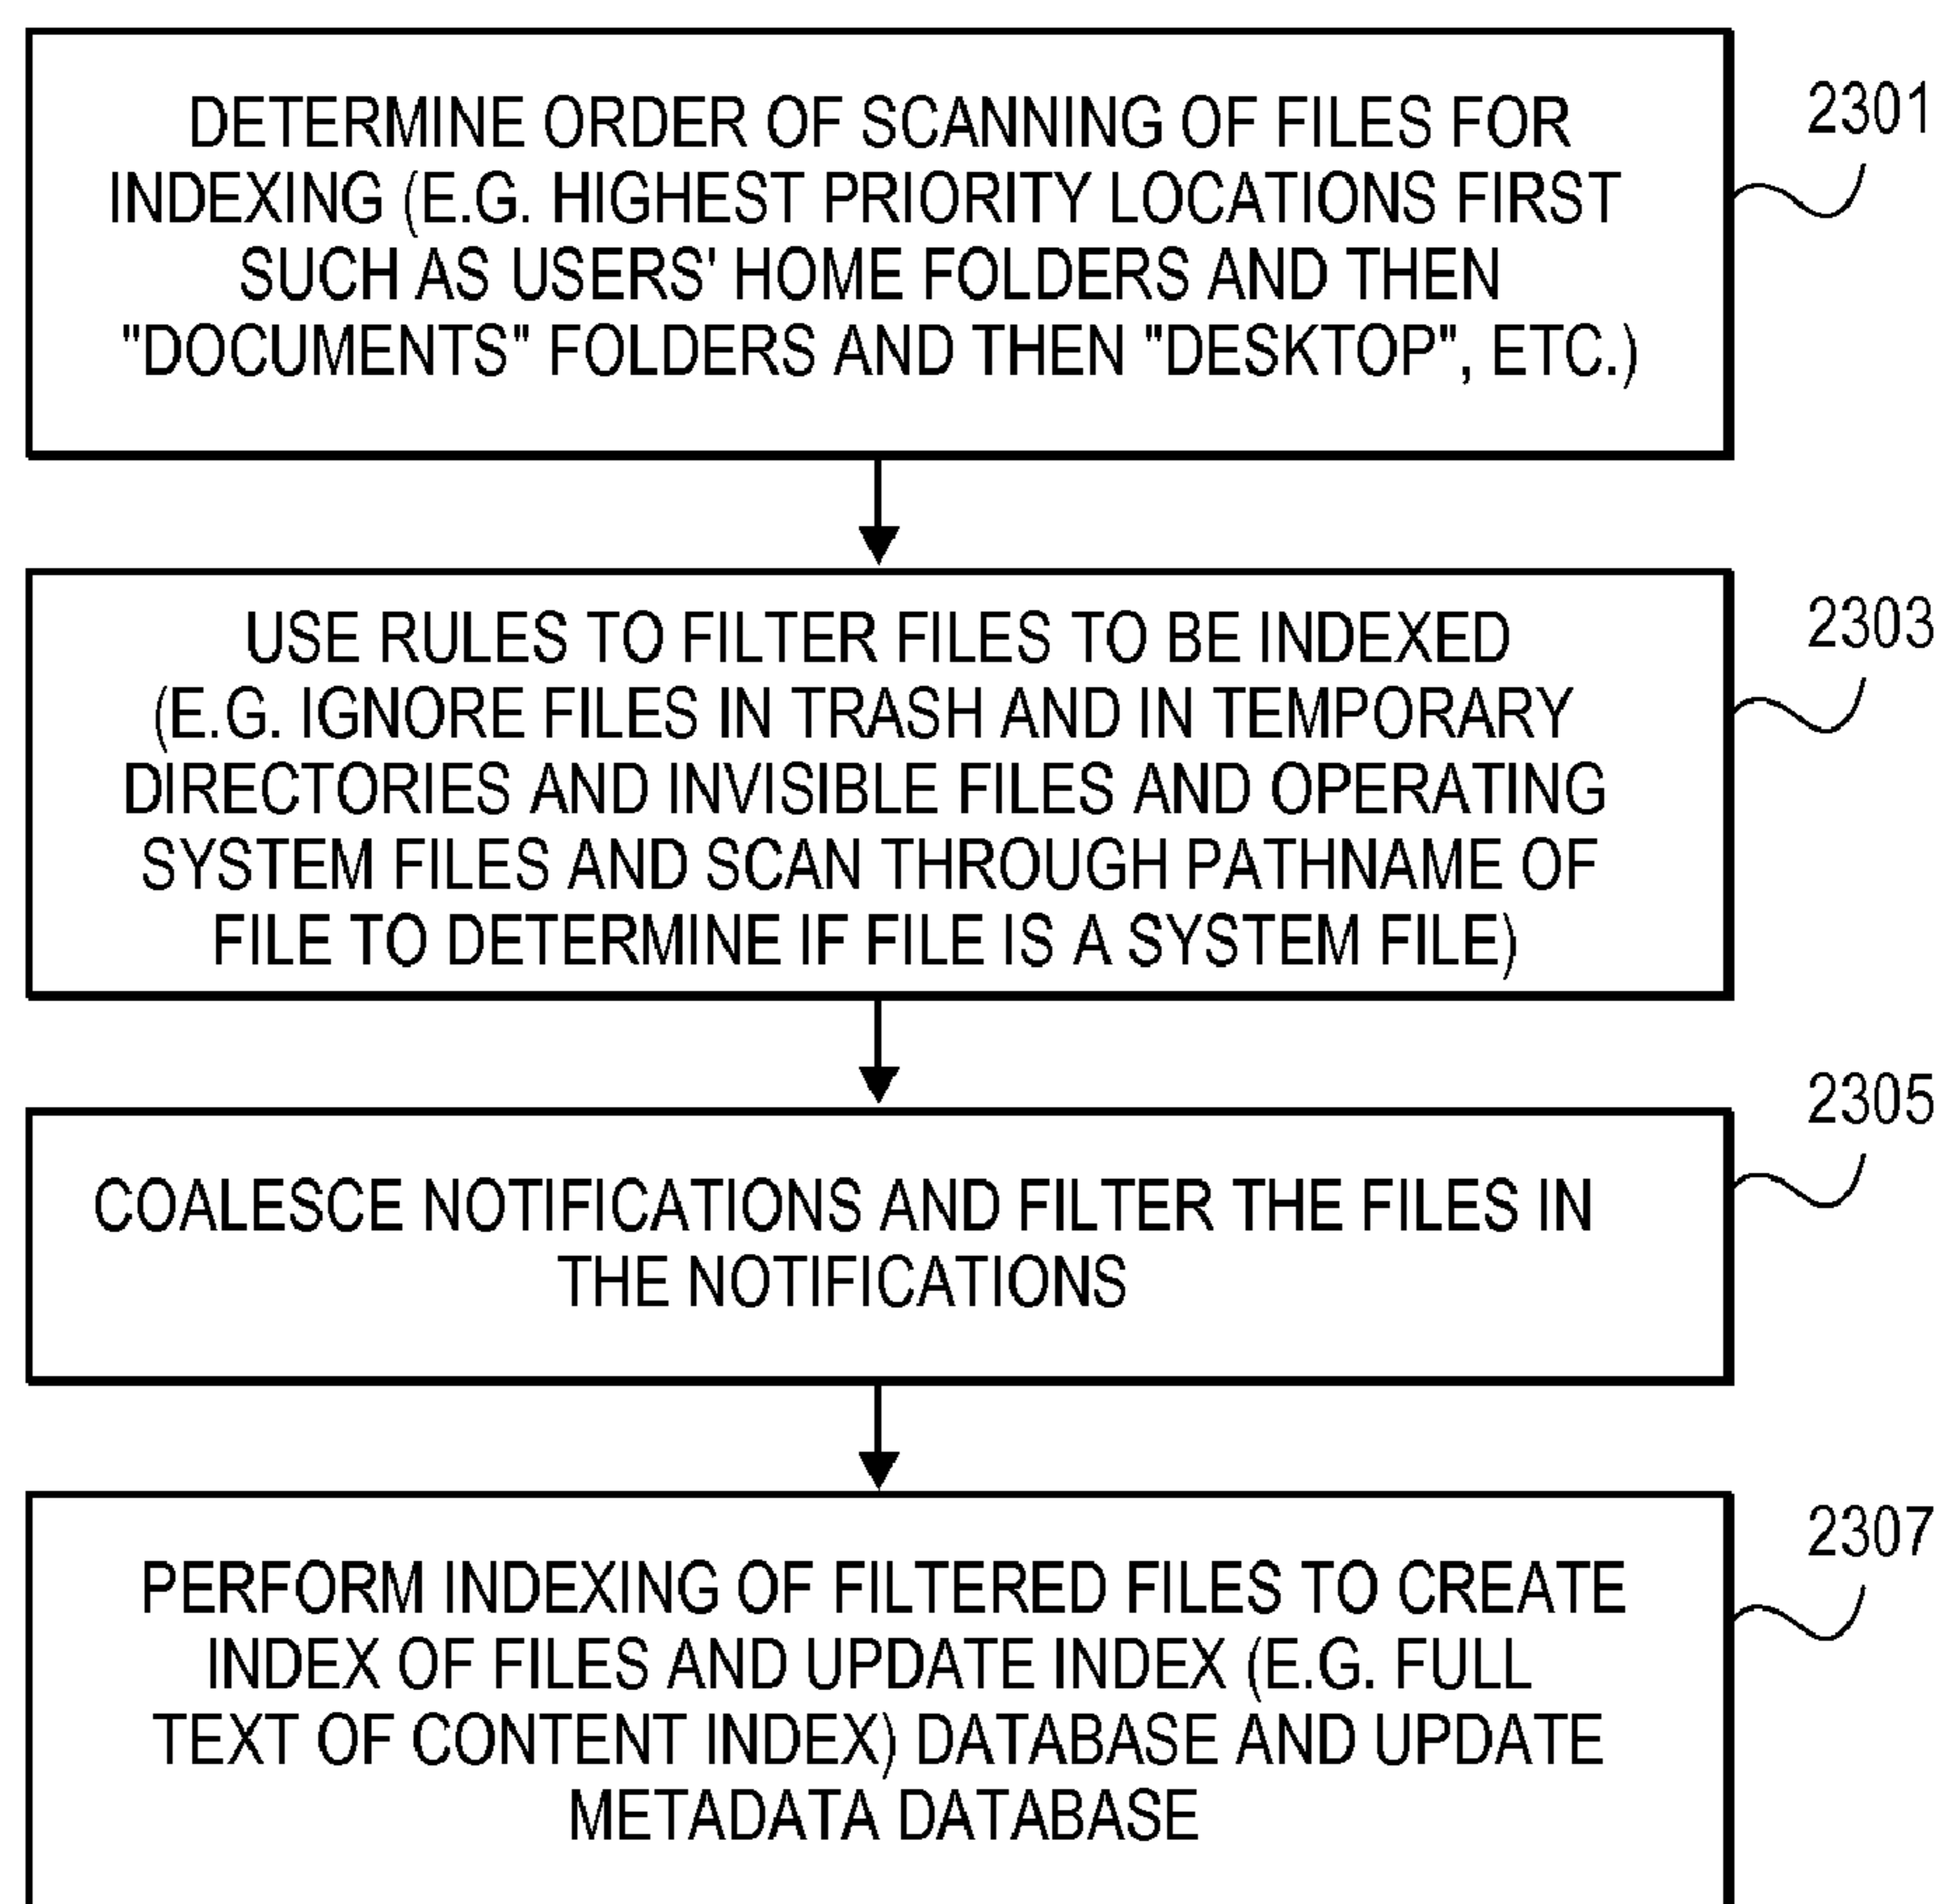 DETERMINE ORDER OF SCANNING OF FILES FOR
INDEXING (E.G. HIGHEST PRIORITY LOCATIONS FIRST
SUCH AS USERS' HOME FOLDERS AND THEN
"DOCUMENTS" FOLDERS AND THEN "DESKTOP", ETC.)
2301
USE RULES TO FILTER FILES TO BE INDEXED
(E.G. IGNORE FILES IN TRASH AND IN TEMPORARY
DIRECTORIES AND INVISIBLE FILES AND OPERATING
SYSTEM FILES AND SCAN THROUGH PATHNAME OF
FILE TO DETERMINE IF FILE IS A SYSTEM FILE)
2303
COALESCE NOTIFICATIONS AND FILTER THE FILES IN
THE NOTIFICATIONS
2305
PERFORM INDEXING OF FILTERED FILES TO CREATE
INDEX OF FILES AND UPDATE INDEX (E.G. FULL
TEXT OF CONTENT INDEX) DATABASE AND UPDATE
METADATA DATABASE
2307